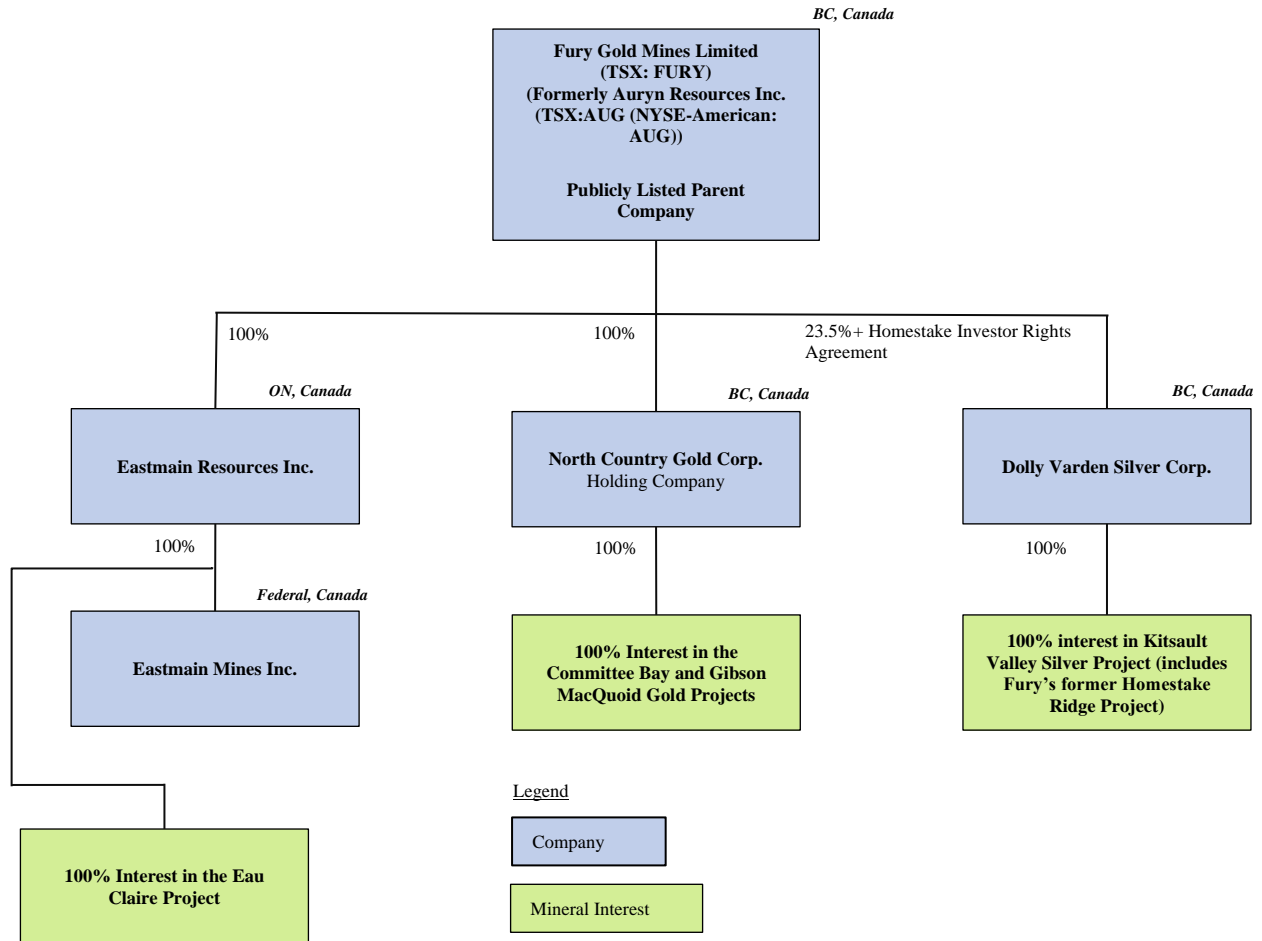 BC, Canada
Fury Gold Mines Limited
(TSX: FURY)
(Formerly Auryn Resources Inc.
(TSX:AUG (NYSE-American:
AUG))
Publicly Listed Parent
Company
100%
100%
23.5%+ Homestake Investor Rights
Agreement
ON, Canada
BC, Canada
BC, Canada
Eastmain Resources Inc.
North Country Gold Corp.
Holding Company
Dolly Varden Silver Corp.
100%
100%
100%
Federal, Canada
Eastmain Mines Inc.
100% Interest in the
Committee Bay and Gibson
MacQuoid Gold Projects
100% interest in Kitsault
Valley Silver Project (includes
Fury’s former Homestake
Ridge Project)
100% Interest in the Eau
Claire Project
Legend
Company
Mineral Interest